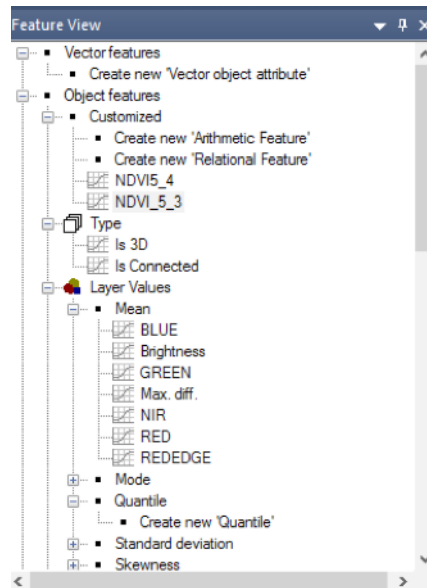 Feature View
Vector features
Create new 'Vector object attribute'
Object features
Customized
Create new 'Arithmetic Feature'
Create new 'Relational Feature'
NDVI5_4
NDVI_5_3
Type
Is 3D
Is Connected
Layer Values
Mean
BLUE
Brightness
GREEN
Max. diff.
NIR
RED
REDEDGE
Mode
Quantile
Create new 'Quantile'
Standard deviation
Skewness